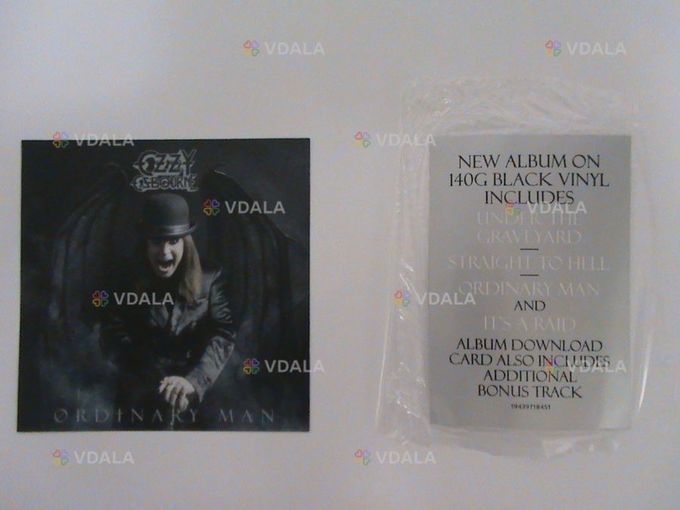 VDALA
VDALA
VDALA
VDALA
OZZY
OSBOURNE
VDALA
VDALA
VDALA
VDALA
VDALA
VDALA
ORDINARY MAN
VDALA
VDALA
NEW ALBUM ON
140G BLACK VINYL
INCLUDES
UNDER THE
GRAVEYARD
STRAIGHT TO HELL
ORDINARY MAN
AND
IT'S A RAID
ALBUM DOWNLOAD
CARD ALSO INCLUDES
ADDITIONAL
BONUS TRACK
19439718451